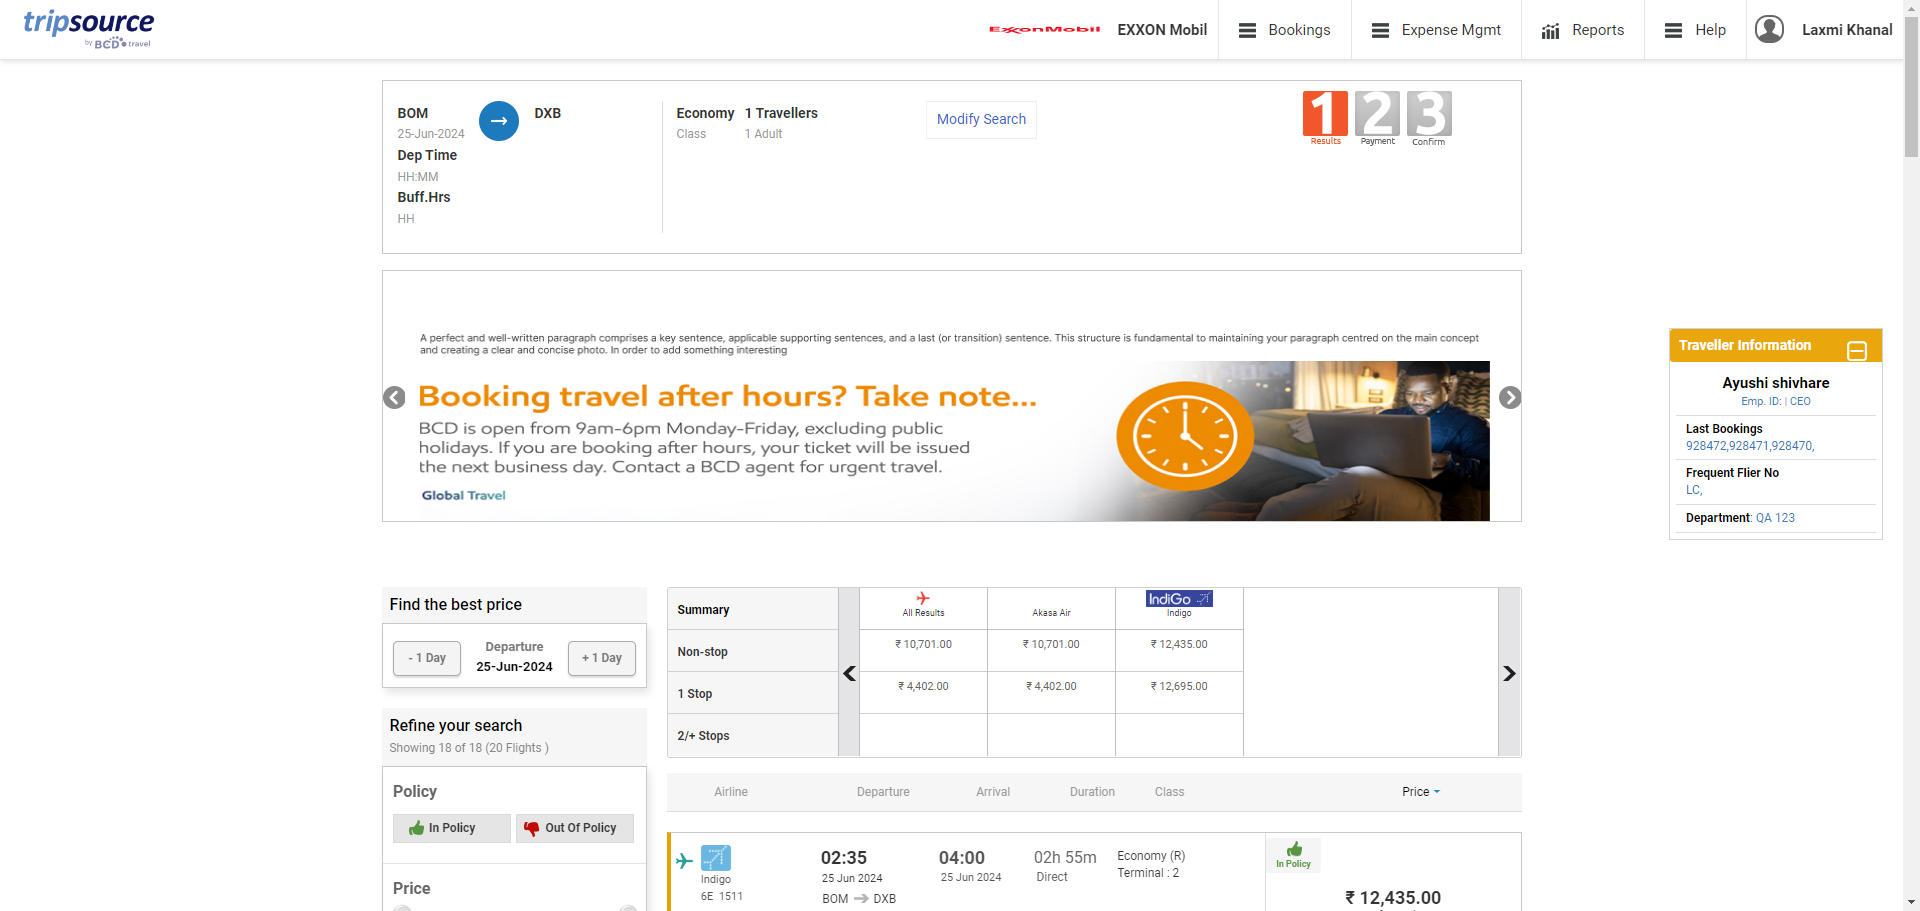 tripsource
by BCD travel
ExxonMobil EXXON Mobil Bookings Expense Mgmt Reports Help Laxmi Khanal
BOM DXB
25-Jun-2024
Dep Time
HH:MM
Buff.Hrs
HH
Economy 1 Travellers
Class 1 Adult
Modify Search
1 2 3
Results Payment Confirm
A perfect and well-written paragraph comprises a key sentence, applicable supporting sentences, and a last (or transition) sentence. This structure is fundamental to maintaining your paragraph centred on the main concept
and creating a clear and concise photo. In order to add something interesting
Booking travel after hours? Take note...
BCD is open from 9am-6pm Monday-Friday, excluding public
holidays. If you are booking after hours, your ticket will be issued
the next business day. Contact a BCD agent for urgent travel.
Global Travel
Traveller Information
Ayushi shivhare
Emp. ID: | CEO
Last Bookings
928472,928471,928470,
Frequent Flier No
LC,
Department: QA 123
Find the best price
- 1 Day
Departure
25-Jun-2024
+ 1 Day
Refine your search
Showing 18 of 18 (20 Flights )
Policy
In Policy Out Of Policy
Price
Summary All Results Akasa Air IndiGo Indigo
Non-stop ₹ 10,701.00 ₹ 10,701.00 ₹ 12,435.00
1 Stop ₹ 4,402.00 ₹ 4,402.00 ₹ 12,695.00
2/+ Stops
Airline Departure Arrival Duration Class Price
Indigo
6E 1511
02:35
25 Jun 2024
BOM DXB
04:00
25 Jun 2024
02h 55m
Direct
Economy (R)
Terminal : 2
In Policy
₹ 12,435.00